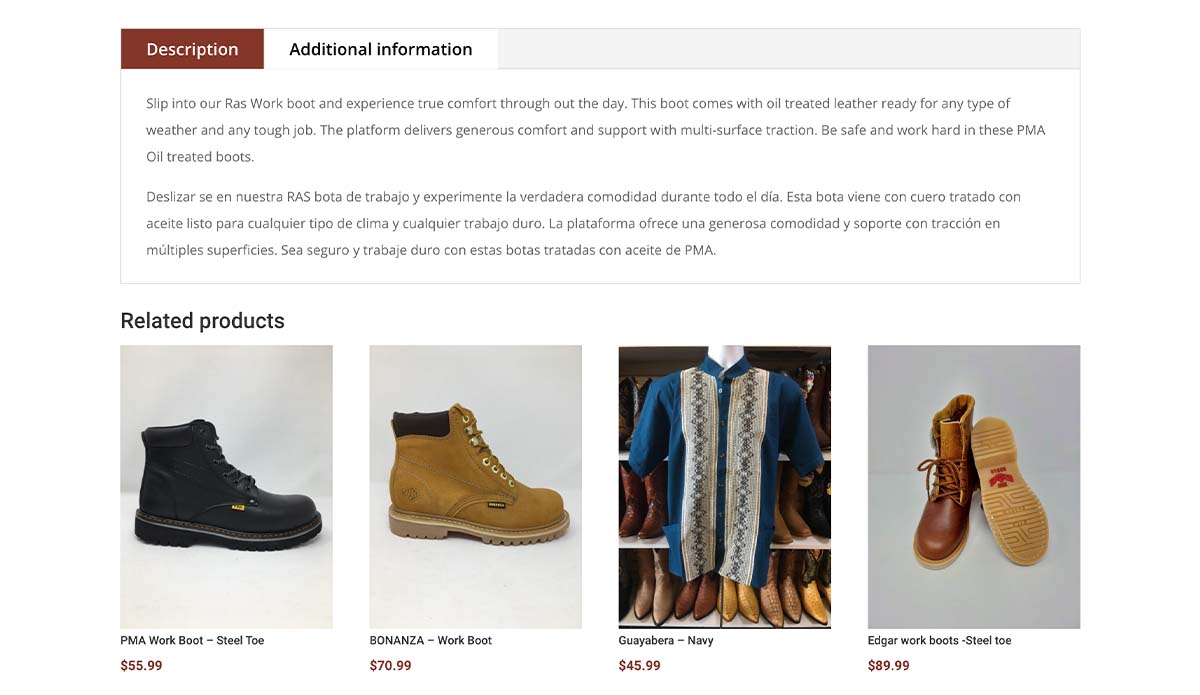 Description
Additional information
Slip into our Ras Work boot and experience true comfort through out the day. This boot comes with oil treated leather ready for any type of
weather and any tough job. The platform delivers generous comfort and support with multi-surface traction. Be safe and work hard in these PMA
Oil treated boots.
Deslizar se en nuestra RAS bota de trabajo y experimente la verdadera comodidad durante todo el día. Esta bota viene con cuero tratado con
aceite listo para cualquier tipo de clima y cualquier trabajo duro. La plataforma ofrece una generosa comodidad y soporte con tracción en
múltiples superficies. Sea seguro y trabaje duro con estas botas tratadas con aceite de PMA.
Related products
PMA Work Boot – Steel Toe
BONANZA – Work Boot
Guayabera – Navy
Edgar work boots -Steel toe
$55.99
$70.99
$45.99
$89.99